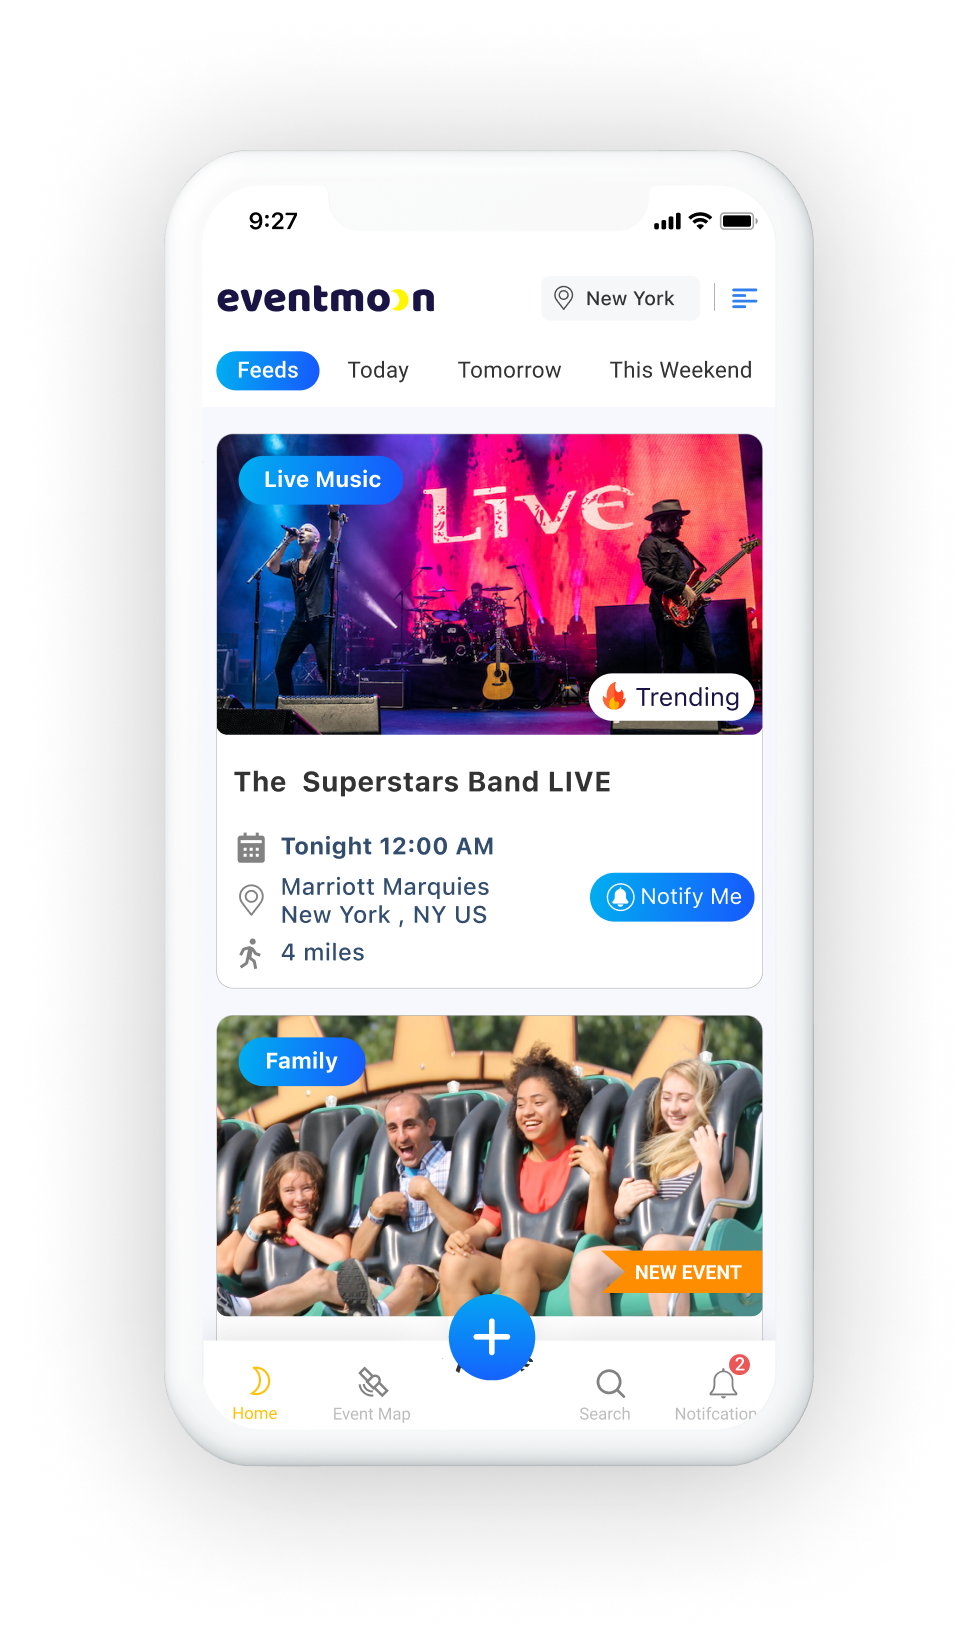 9:27
eventmoon
New York
Feeds
Today
Tomorrow
This Weekend
Live Music
Live
Live
Trending
The Superstars Band LIVE
Tonight 12:00 AM
Marriott Marquies
New York , NY US
Notify Me
4 miles
Family
NEW EVENT
Home
Event Map
Search
2
Notifcation